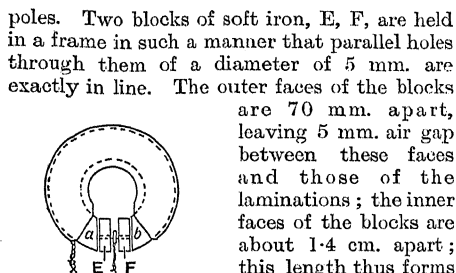 poles. Two blocks of soft iron, E, F, are held
in a frame in such a manner that parallel holes
through them of a diameter of 5 mm. are
exactly in line. The outer faces of the blocks
are 70 mm. apart,
leaving 5 mm. air gap
between these faces
and those of the
laminations; the inner
faces of the blocks are
about 1·4 cm. apart;
this length thus forms
a b
E F